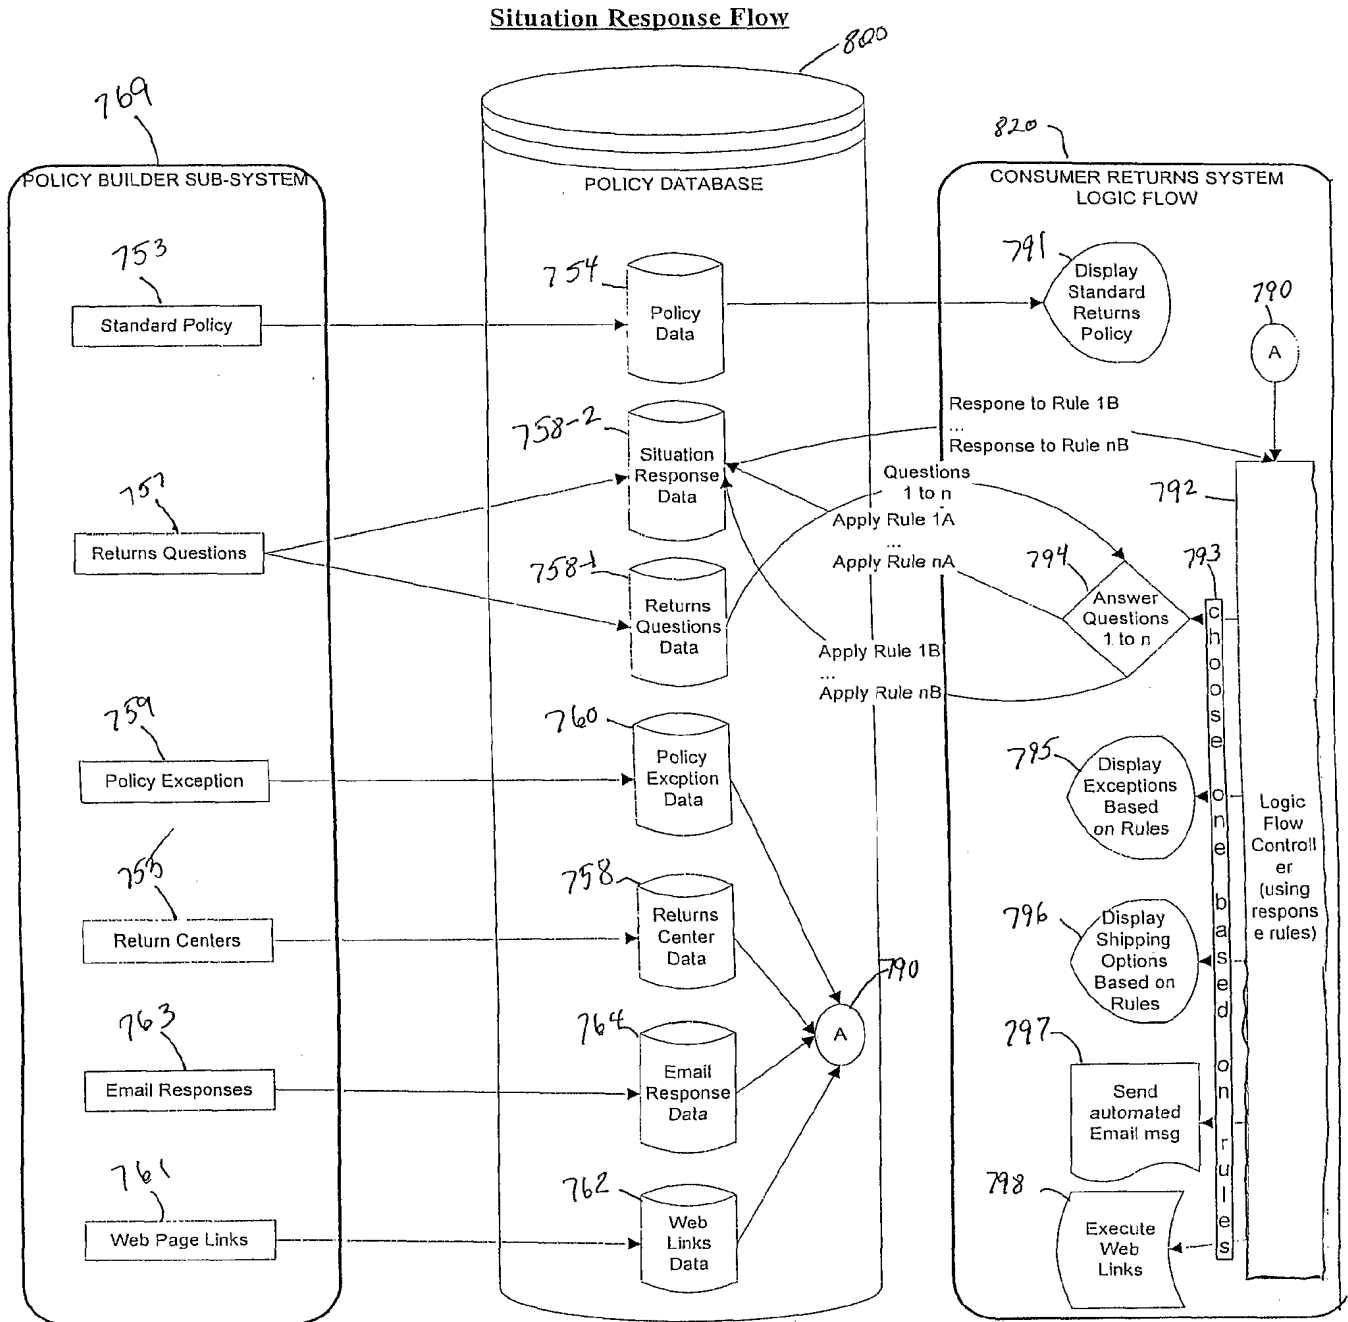 Situation Response Flow
800
769
820
POLICY BUILDER SUB-SYSTEM
POLICY DATABASE
CONSUMER RETURNS SYSTEM
LOGIC FLOW
753
Standard Policy
754
Policy
Data
791
Display
Standard
Returns
Policy
790
A
758-2
Situation
Response
Data
Respone to Rule 1B
...
Response to Rule nB
757
Returns Questions
758-1
Returns
Questions
Data
Questions
1 to n
Apply Rule 1A
...
Apply Rule nA
Apply Rule 1B
...
Apply Rule nB
794
Answer
Questions
1 to n
792
793
choose one based on rules
Logic
Flow
Controll
er
(using
respons
e rules)
759
Policy Exception
760
Policy
Excption
Data
795
Display
Exceptions
Based
on Rules
755
Return Centers
758
Returns
Center
Data
796
Display
Shipping
Options
Based on
Rules
790
A
763
Email Responses
764
Email
Response
Data
797
Send
automated
Email msg
761
Web Page Links
762
Web
Links
Data
798
Execute
Web
Links